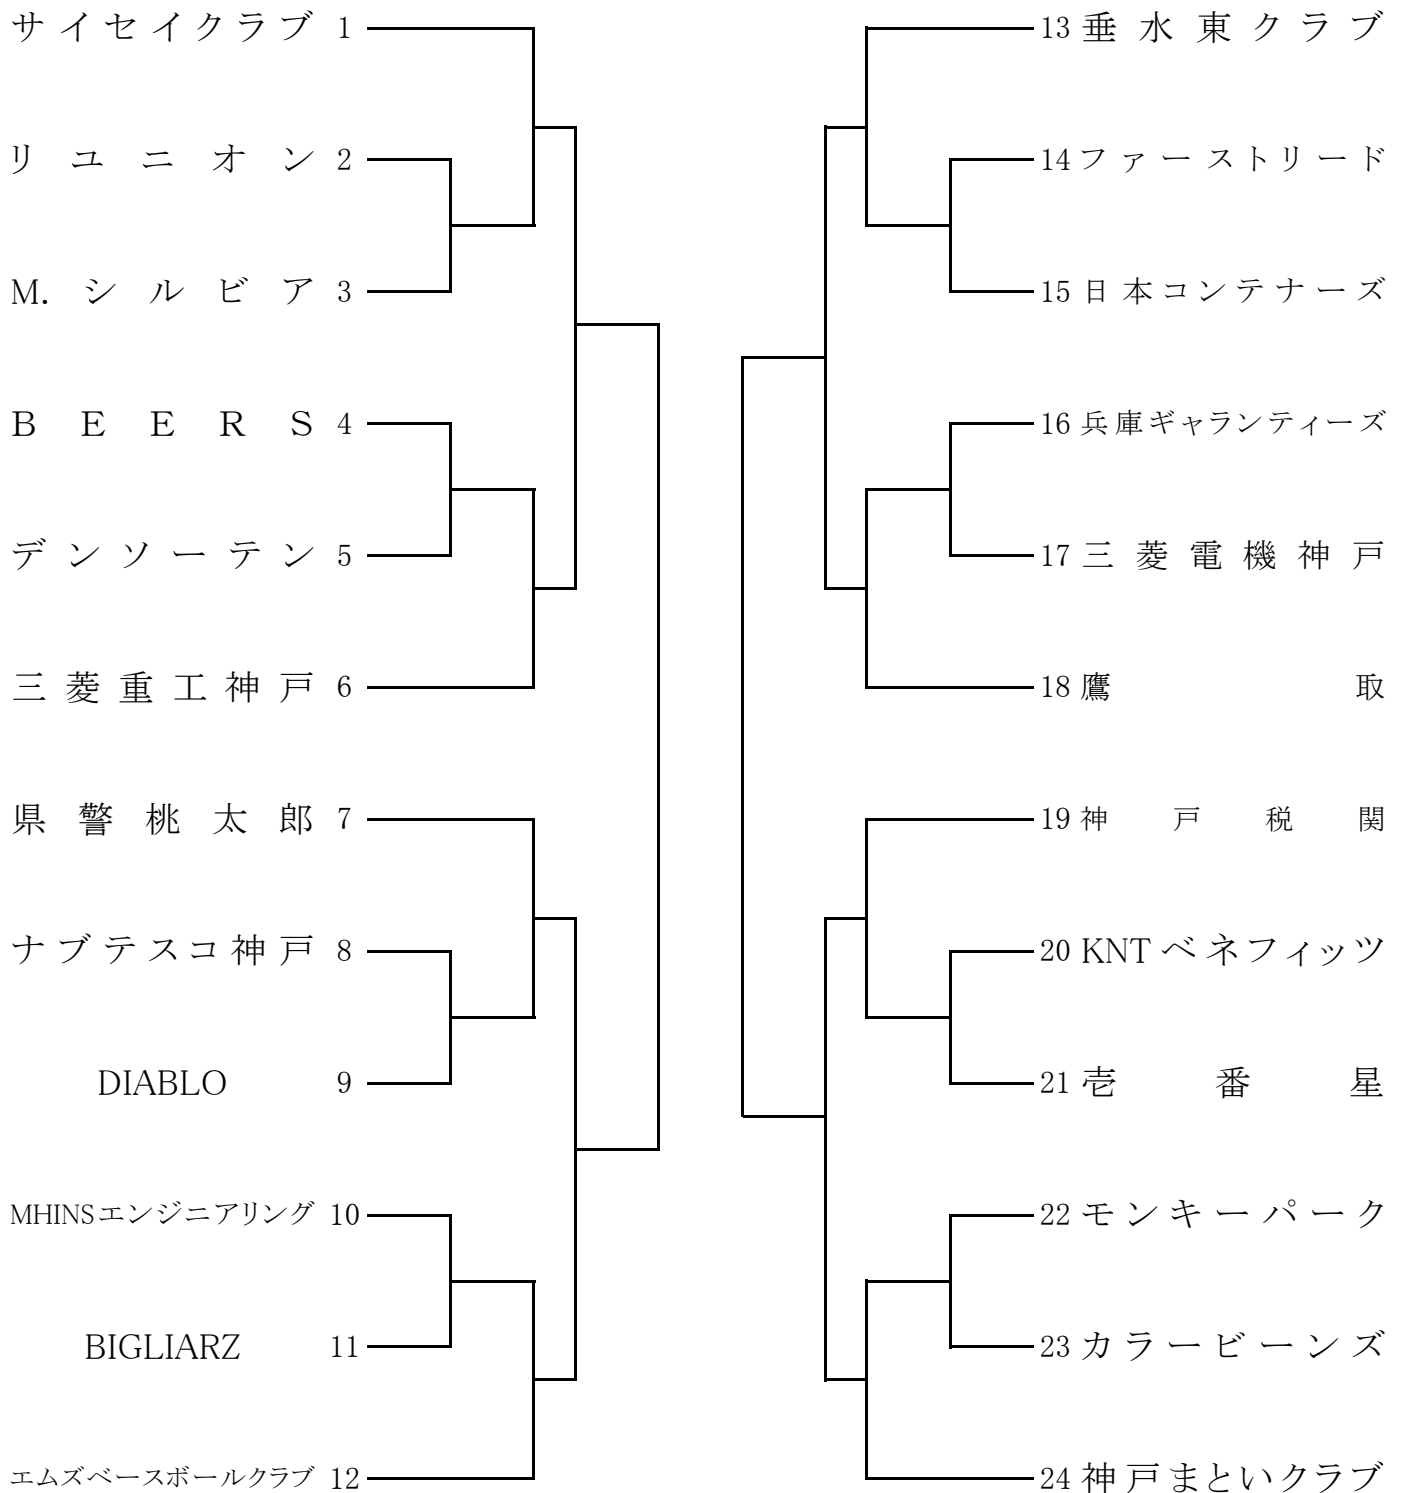 サイセイクラブ 1
リユニオン 2
M.シルビア 3
BEERS 4
デンソーテン 5
三菱重工神戸 6
県警桃太郎 7
ナブテスコ神戸 8
DIABLO 9
MHINSエンジニアリング 10
BIGLIARZ 11
エムズベースボールクラブ 12
13 垂水東クラブ
14 ファーストリード
15 日本コンテナーズ
16 兵庫ギャランティーズ
17 三菱電機神戸
18 鷹取
19 神戸税関
20 KNTベネフィッツ
21 壱番星
22 モンキーパーク
23 カラービーンズ
24 神戸まといクラブ